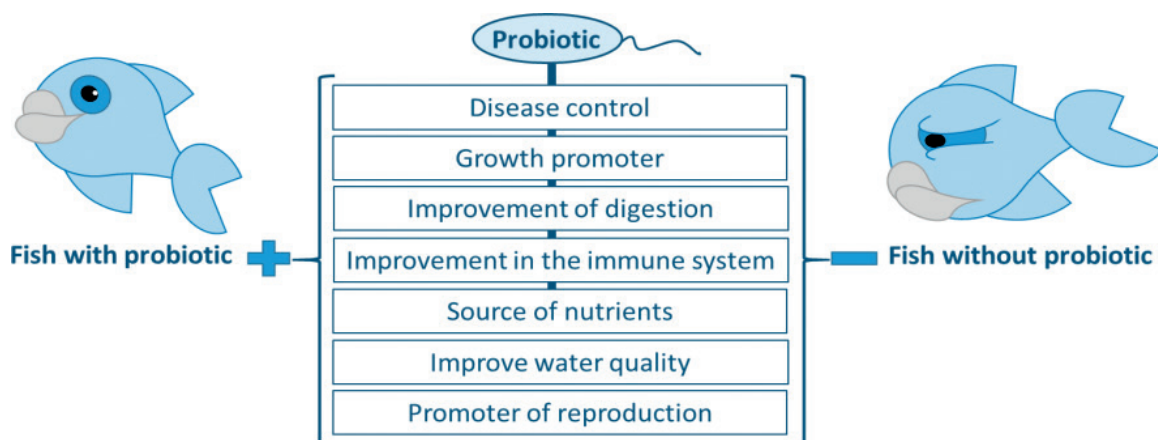 Probiotic
Disease control
Growth promoter
Improvement of digestion
Fish with probiotic
Improvement in the immune system
Fish without probiotic
Source of nutrients
Improve water quality
Promoter of reproduction